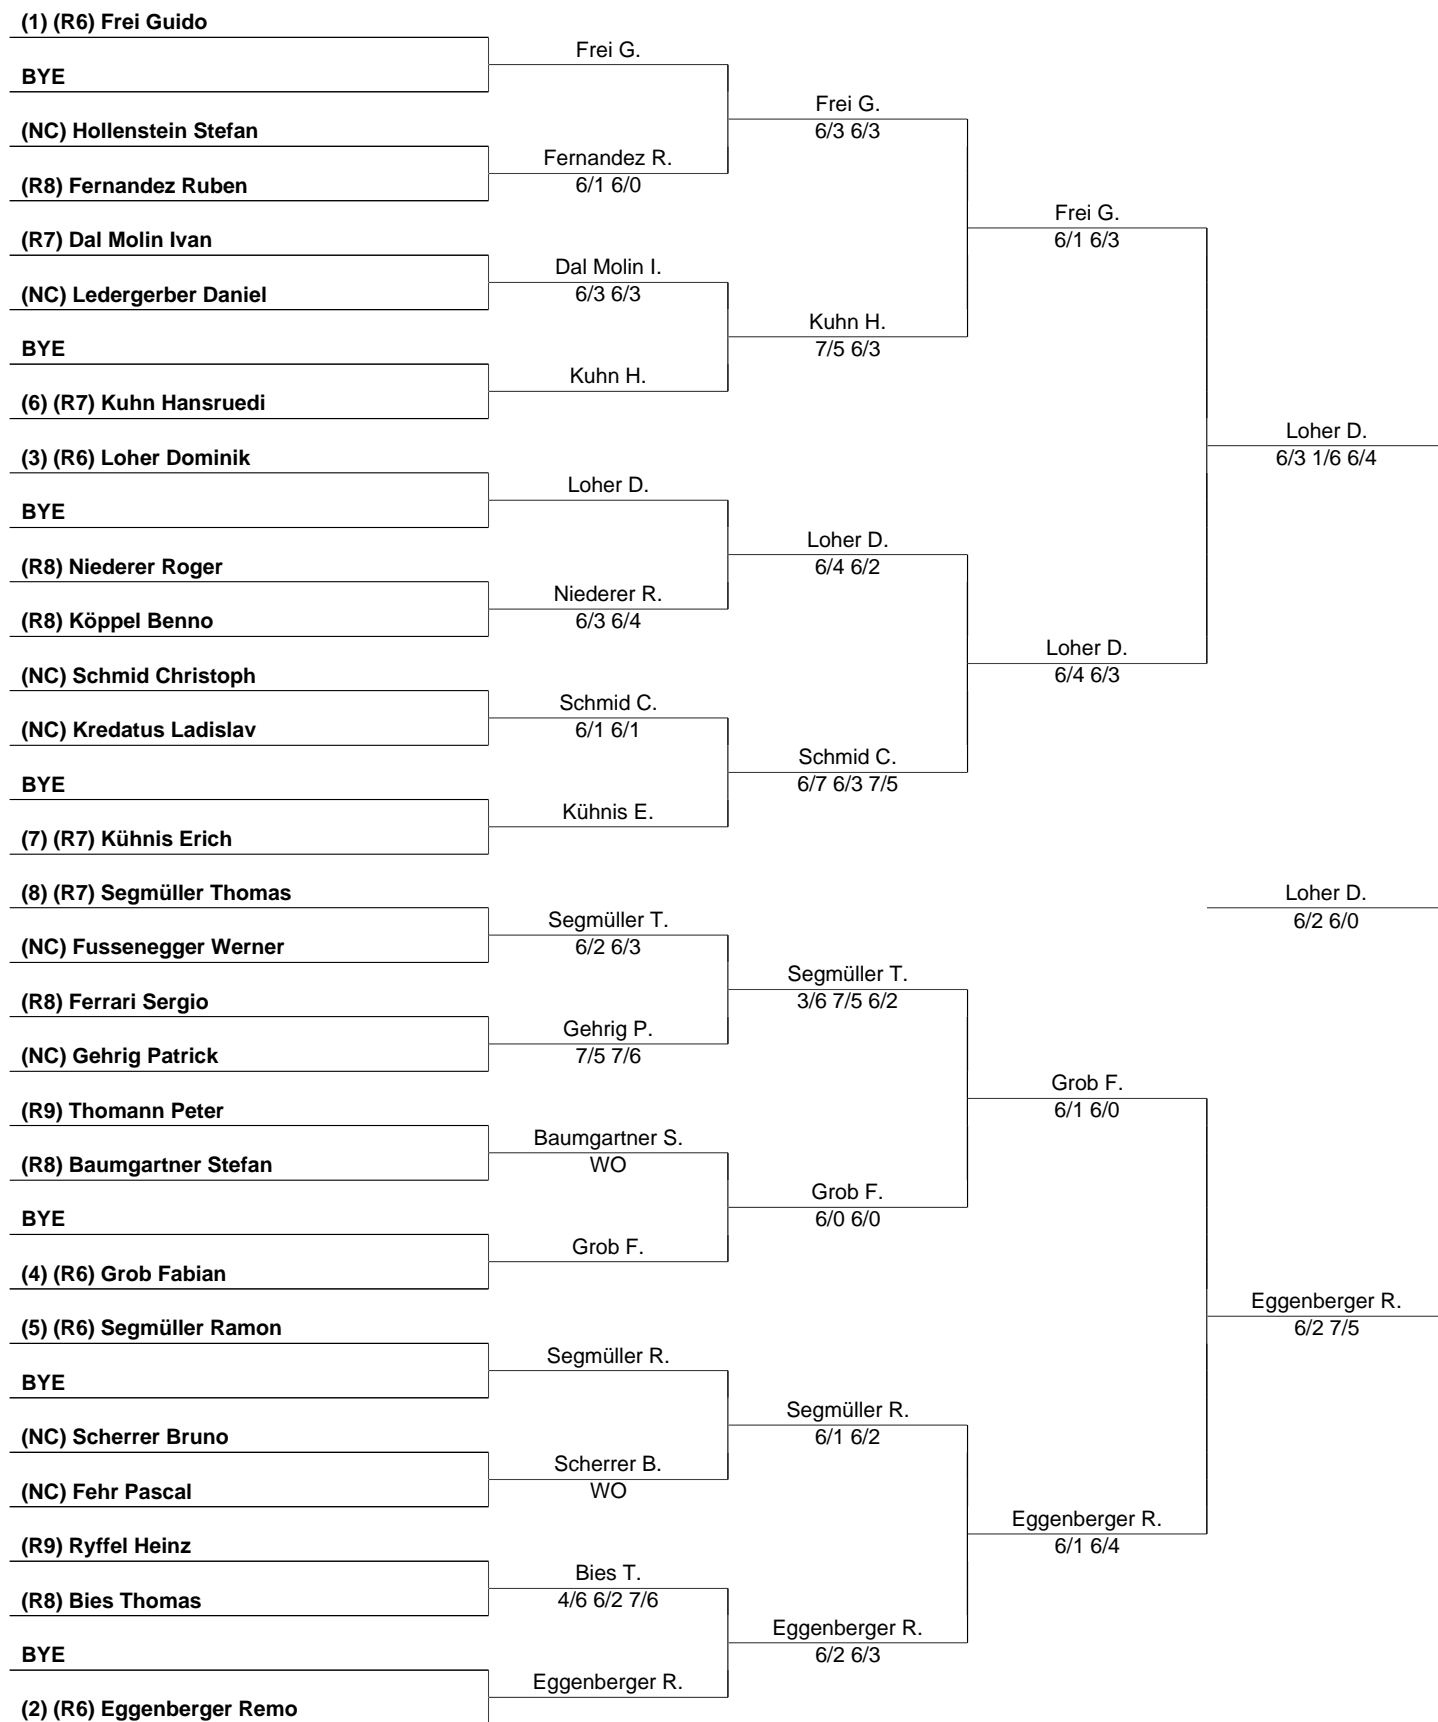 (1) (R6) Frei Guido
BYE
(NC) Hollenstein Stefan
(R8) Fernandez Ruben
(R7) Dal Molin Ivan
(NC) Ledergerber Daniel
BYE
(6) (R7) Kuhn Hansruedi
(3) (R6) Loher Dominik
BYE
(R8) Niederer Roger
(R8) Köppel Benno
(NC) Schmid Christoph
(NC) Kredatus Ladislav
BYE
(7) (R7) Kühnis Erich
(8) (R7) Segmüller Thomas
(NC) Fussenegger Werner
(R8) Ferrari Sergio
(NC) Gehrig Patrick
(R9) Thomann Peter
(R8) Baumgartner Stefan
BYE
(4) (R6) Grob Fabian
(5) (R6) Segmüller Ramon
BYE
(NC) Scherrer Bruno
(NC) Fehr Pascal
(R9) Ryffel Heinz
(R8) Bies Thomas
BYE
(2) (R6) Eggenberger Remo
Frei G.
Fernandez R.
6/1 6/0
Dal Molin I.
6/3 6/3
Kuhn H.
Loher D.
Niederer R.
6/3 6/4
Schmid C.
6/1 6/1
Kühnis E.
Segmüller T.
6/2 6/3
Gehrig P.
7/5 7/6
Baumgartner S.
WO
Grob F.
Segmüller R.
Scherrer B.
WO
Bies T.
4/6 6/2 7/6
Eggenberger R.
Frei G.
6/3 6/3
Kuhn H.
7/5 6/3
Loher D.
6/4 6/2
Schmid C.
6/7 6/3 7/5
Segmüller T.
3/6 7/5 6/2
Grob F.
6/0 6/0
Segmüller R.
6/1 6/2
Eggenberger R.
6/2 6/3
Frei G.
6/1 6/3
Loher D.
6/4 6/3
Grob F.
6/1 6/0
Eggenberger R.
6/1 6/4
Loher D.
6/3 1/6 6/4
Loher D.
6/2 6/0
Eggenberger R.
6/2 7/5